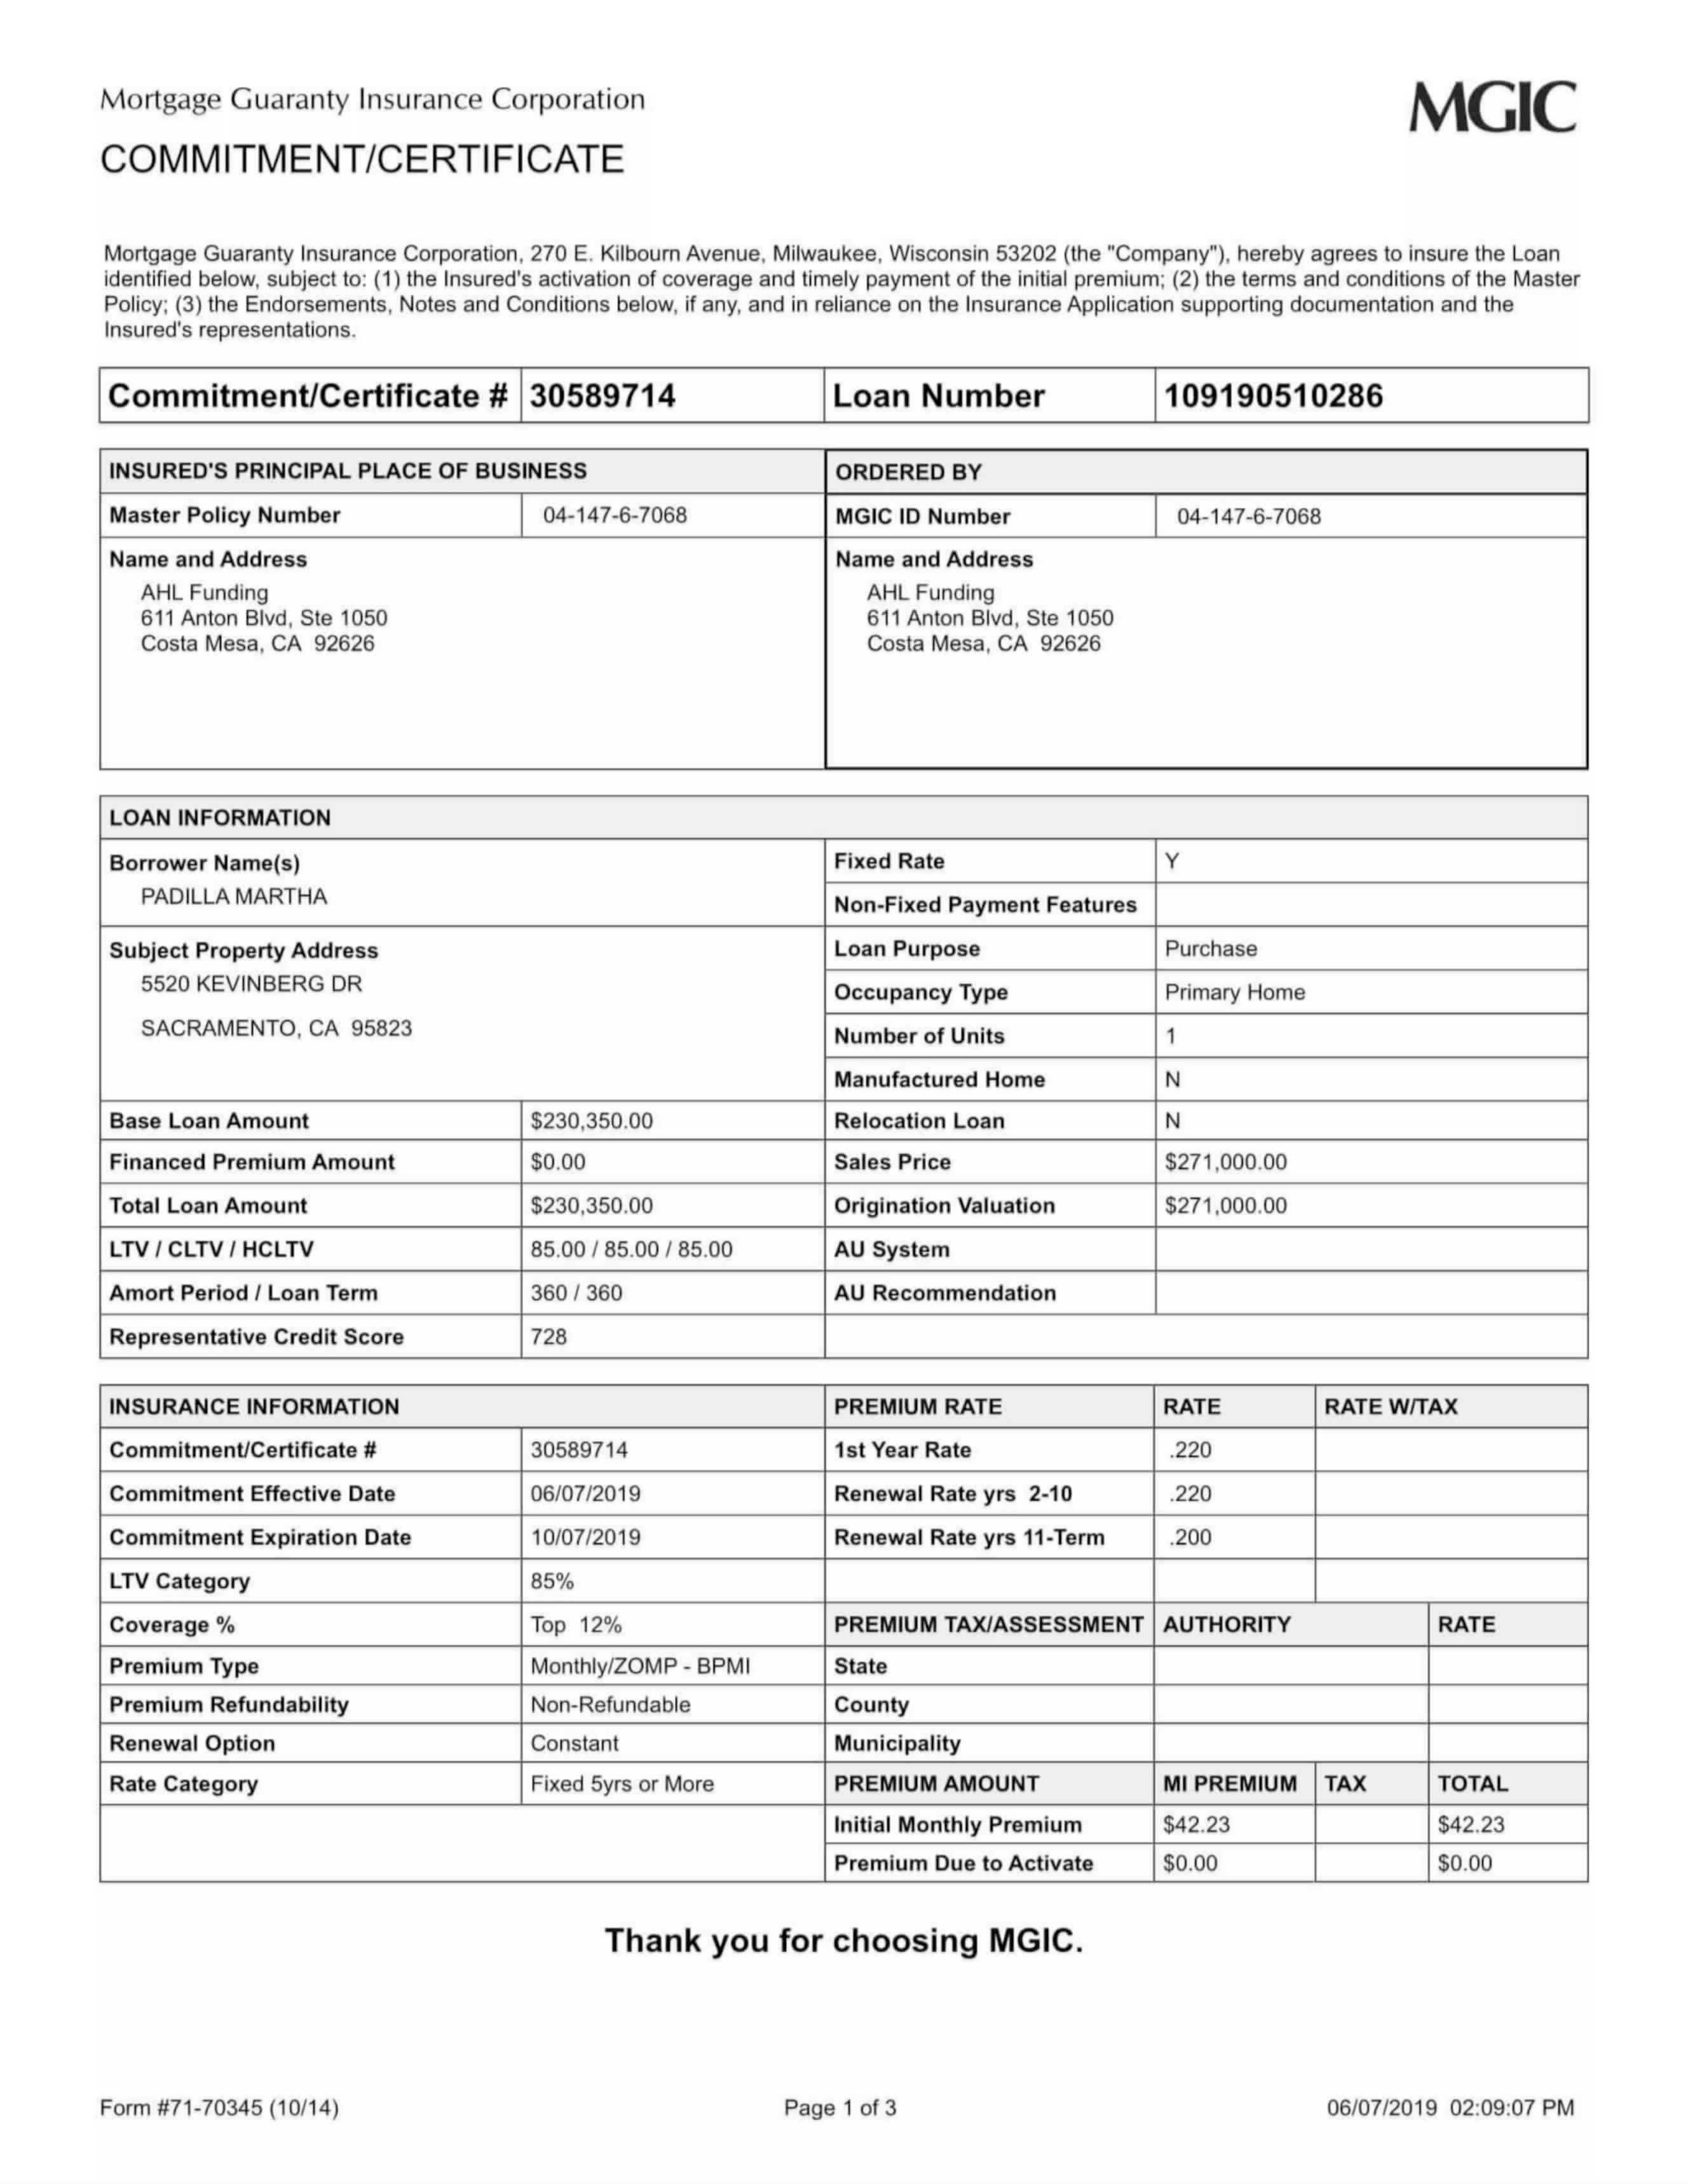 Mortgage Guaranty Insurance Corporation
MGIC
COMMITMENT/CERTIFICATE
Mortgage Guaranty Insurance Corporation, 270 E. Kilbourn Avenue, Milwaukee, Wisconsin 53202 (the "Company"), hereby agrees to insure the Loan
identified below, subject to: (1) the Insured's activation of coverage and timely payment of the initial premium; (2) the terms and conditions of the Master
Policy; (3) the Endorsements, Notes and Conditions below, if any, and in reliance on the Insurance Application supporting documentation and the
Insured's representations.
Commitment/Certificate # 30589714 Loan Number 109190510286
INSURED'S PRINCIPAL PLACE OF BUSINESS
Master Policy Number 04-147-6-7068
Name and Address
AHL Funding
611 Anton Blvd, Ste 1050
Costa Mesa, CA 92626
ORDERED BY
MGIC ID Number 04-147-6-7068
Name and Address
AHL Funding
611 Anton Blvd, Ste 1050
Costa Mesa, CA 92626
LOAN INFORMATION
Borrower Name(s)
PADILLA MARTHA
Subject Property Address
5520 KEVINBERG DR
SACRAMENTO, CA 95823
Fixed Rate Y
Non-Fixed Payment Features
Loan Purpose Purchase
Occupancy Type Primary Home
Number of Units 1
Manufactured Home N
Base Loan Amount $230,350.00 Relocation Loan N
Financed Premium Amount $0.00 Sales Price $271,000.00
Total Loan Amount $230,350.00 Origination Valuation $271,000.00
LTV / CLTV / HCLTV 85.00 / 85.00 / 85.00 AU System
Amort Period / Loan Term 360 / 360 AU Recommendation
Representative Credit Score 728
INSURANCE INFORMATION PREMIUM RATE RATE RATE W/TAX
Commitment/Certificate # 30589714 1st Year Rate .220
Commitment Effective Date 06/07/2019 Renewal Rate yrs 2-10 .220
Commitment Expiration Date 10/07/2019 Renewal Rate yrs 11-Term .200
LTV Category 85%
Coverage % Top 12% PREMIUM TAX/ASSESSMENT AUTHORITY RATE
Premium Type Monthly/ZOMP - BPMI State
Premium Refundability Non-Refundable County
Renewal Option Constant Municipality
Rate Category Fixed 5yrs or More PREMIUM AMOUNT MI PREMIUM TAX TOTAL
Initial Monthly Premium $42.23 $42.23
Premium Due to Activate $0.00 $0.00
Thank you for choosing MGIC.
Form #71-70345 (10/14) Page 1 of 3 06/07/2019 02:09:07 PM